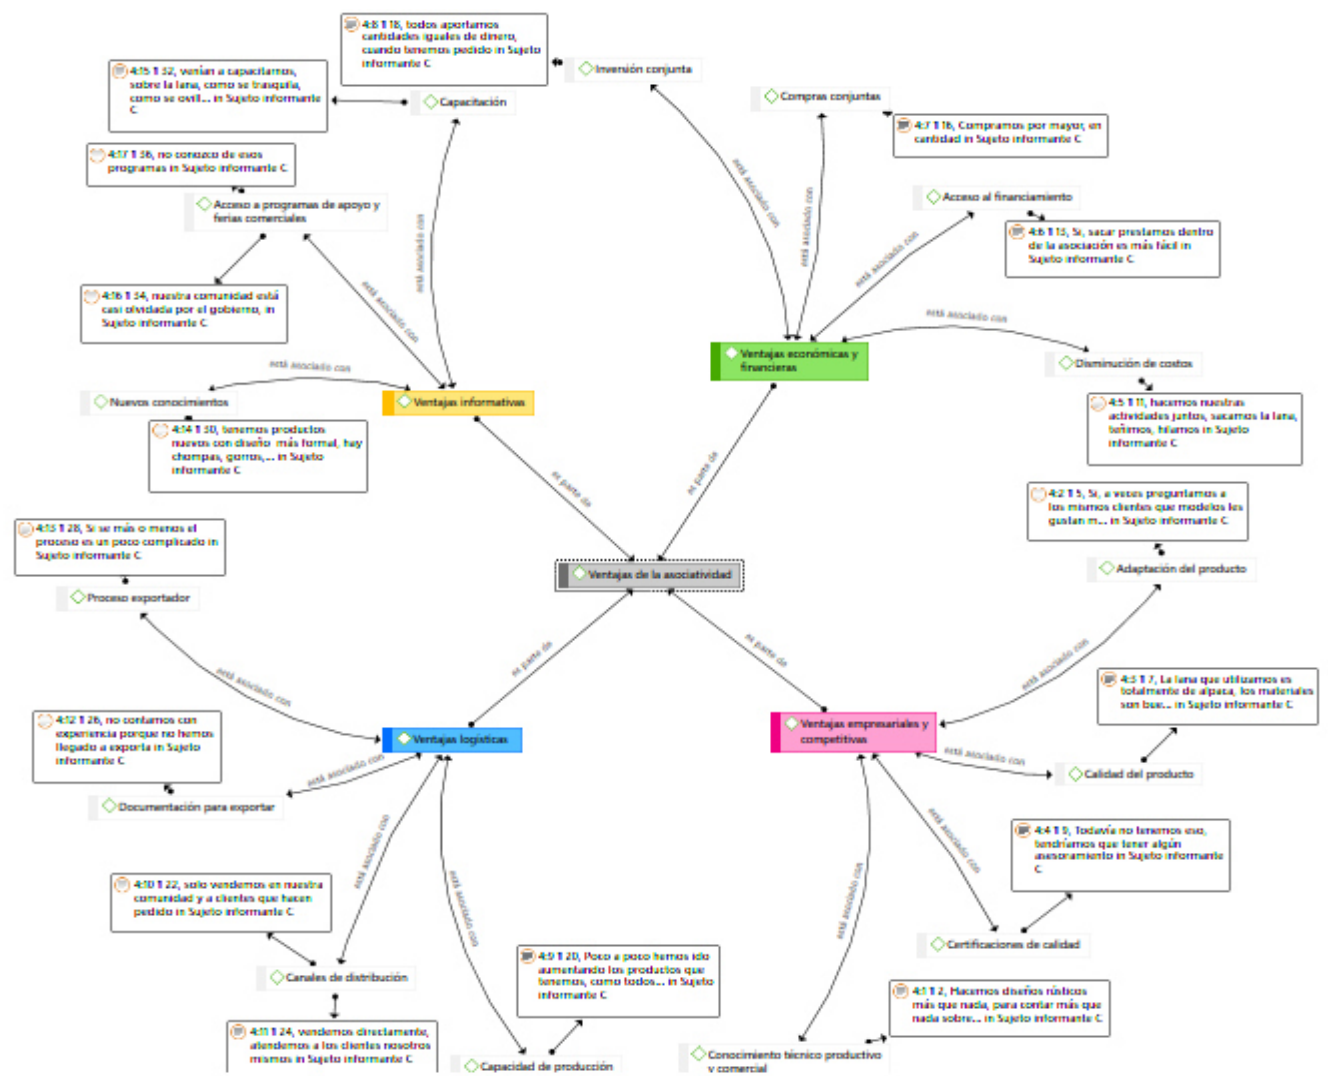 4:8 ¶ 18, todos aportamos
cantidades iguales de dinero,
cuando tenemos pedido in Sujeto
informante C
Inversión conjunta
4:15 ¶ 32, venían a capacitarnos,
sobre la lana, como se trasquila,
como se ovill... in Sujeto informante
C
Capacitación
Compras conjuntas
4:7 ¶ 16, Compramos por mayor, en
cantidad in Sujeto informante C
4:17 ¶ 36, no conozco de esos
programas in Sujeto informante C
Acceso a programas de apoyo y
ferias comerciales
Acceso al financiamiento
4:6 ¶ 13, Si, sacar prestamos dentro
de la asociación es más fácil in
Sujeto informante C
está asociado con
está asociado con
está asociado con
está asociado con
está asociado con
4:16 ¶ 34, nuestra comunidad está
casi olvidada por el gobierno, in
Sujeto informante C
está asociado con
Ventajas económicas y
financieras
Disminución de costos
está asociado con
Nuevos conocimientos
Ventajas informativas
4:5 ¶ 11, hacemos nuestras
actividades juntos, sacamos la lana,
teñimos, hilamos in Sujeto
informante C
4:14 ¶ 30, tenemos productos
nuevos con diseño más formal, hay
chompas, gorros,... in Sujeto
informante C
es parte de
es parte de
4:2 ¶ 5, Si, a veces preguntamos a
los mismos clientes que modelos les
gustan m... in Sujeto informante C
4:13 ¶ 28, Si se más o menos el
proceso es un poco complicado in
Sujeto informante C
Ventajas de la asociatividad
Adaptación del producto
Proceso exportador
es parte de
es parte de
está asociado con
está asociado con
4:3 ¶ 7, La lana que utilizamos es
totalmente de alpaca, los materiales
son bue... in Sujeto informante C
4:12 ¶ 26, no contamos con
experiencia porque no hemos
llegado a exporta in Sujeto
informante C
Ventajas logísticas
Ventajas empresariales y
competitivas
está asociado con
está asociado con
Calidad del producto
Documentación para exportar
4:4 ¶ 9, Todavía no tenemos eso,
tendríamos que tener algún
asesoramiento in Sujeto informante
C
está asociado con
está asociado con
está asociado con
está asociado con
4:10 ¶ 22, solo vendemos en nuestra
comunidad y a clientes que hacen
pedido in Sujeto informante C
Certificaciones de calidad
4:9 ¶ 20, Poco a poco hemos ido
aumentando los productos que
tenemos, como todos... in Sujeto
informante C
Canales de distribución
4:1 ¶ 2, Hacemos diseños rústicos
más que nada, para contar más que
nada sobre... in Sujeto informante C
4:11 ¶ 24, vendemos directamente,
atendemos a los clientes nosotros
mismos in Sujeto informante C
Capacidad de producción
Conocimiento técnico productivo
y comercial